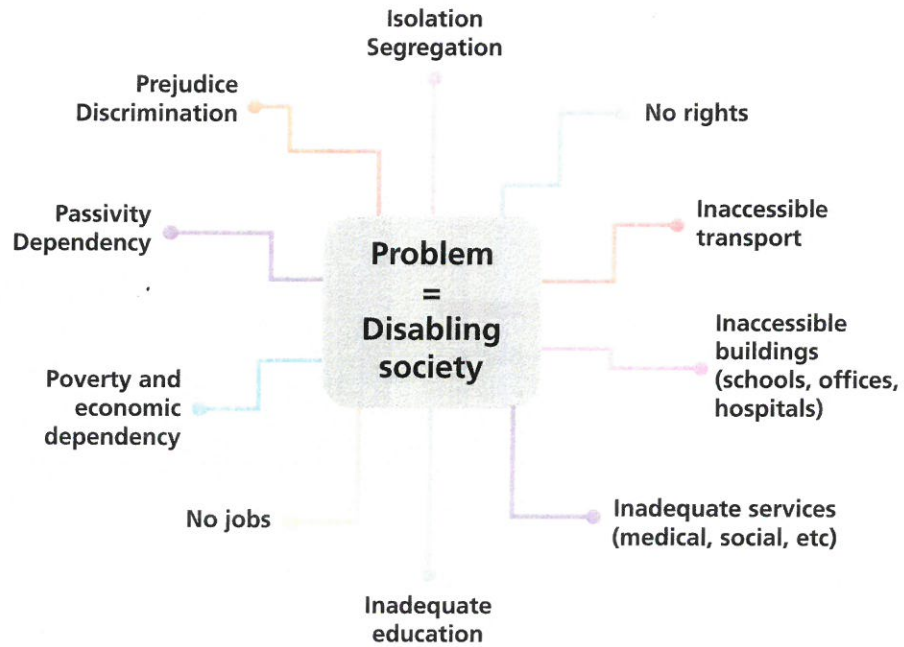 Isolation
Segregation
Prejudice
Discrimination
No rights
Passivity
Dependency
Inaccessible
transport
Problem
=
Disabling
society
Inaccessible
buildings
(schools, offices,
hospitals)
Poverty and
economic
dependency
No jobs
Inadequate services
(medical, social, etc)
Inadequate
education